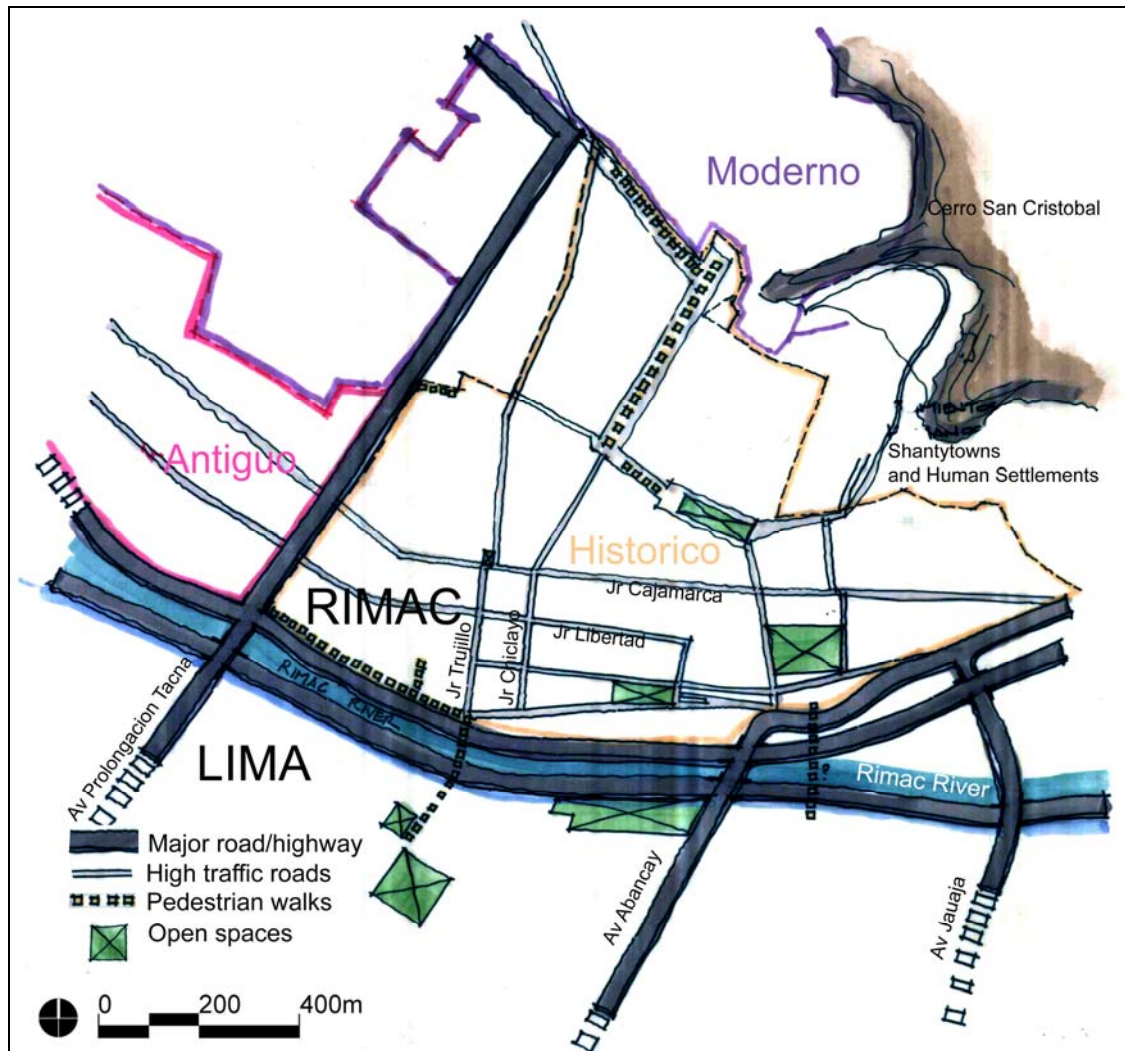 Moderno
Cerro San Cristobal
Shantytowns
and Human Settlements
Antiguo
Historico
RIMAC
Jr Cajamarca
Jr Libertad
Jr Trujillo
Jr Chiclayo
RIMAC RIVER
Rimac River
Av Prolongacion Tacna
LIMA
Av Abancay
Av Jauaja
Major road/highway
High traffic roads
Pedestrian walks
Open spaces
0 200 400m